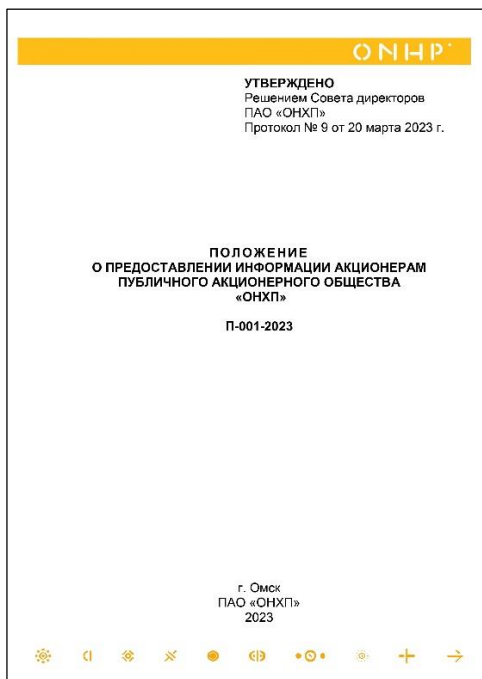 ONHP
УТВЕРЖДЕНО
Решением Совета директоров
ПАО «ОНХП»
Протокол № 9 от 20 марта 2023 г.
ПОЛОЖЕНИЕ
О ПРЕДОСТАВЛЕНИИ ИНФОРМАЦИИ АКЦИОНЕРАМ
ПУБЛИЧНОГО АКЦИОНЕРНОГО ОБЩЕСТВА
«ОНХП»
П-001-2023
г. Омск
ПАО «ОНХП»
2023